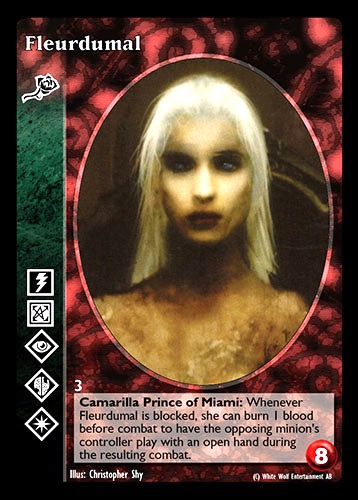 Fleurdumal
3
Camarilla Prince of Miami: Whenever
Fleurdumal is blocked, she can burn 1 blood
before combat to have the opposing minion's
controller play with an open hand during
the resulting combat.
8
Illus: Christopher Shy
(C) White Wolf Entertainment AB